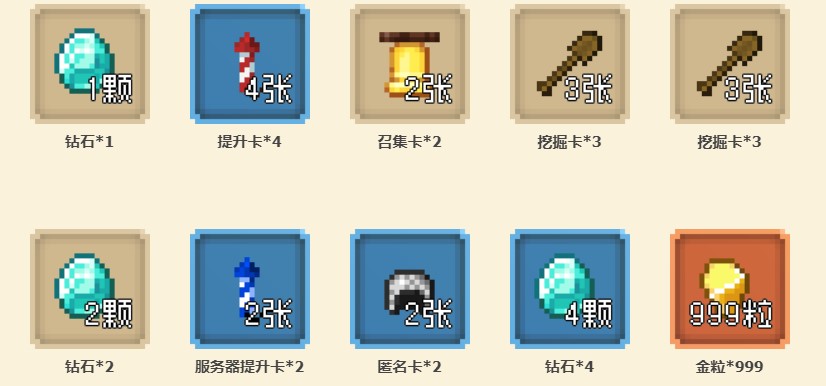 1颗
4张
2张
3张
3张
钻石*1
提升卡*4
召集卡*2
挖掘卡*3
挖掘卡*3
2颗
2张
2张
4颗
999粒
钻石*2
服务器提升卡*2
匿名卡*2
钻石*4
金粒*999